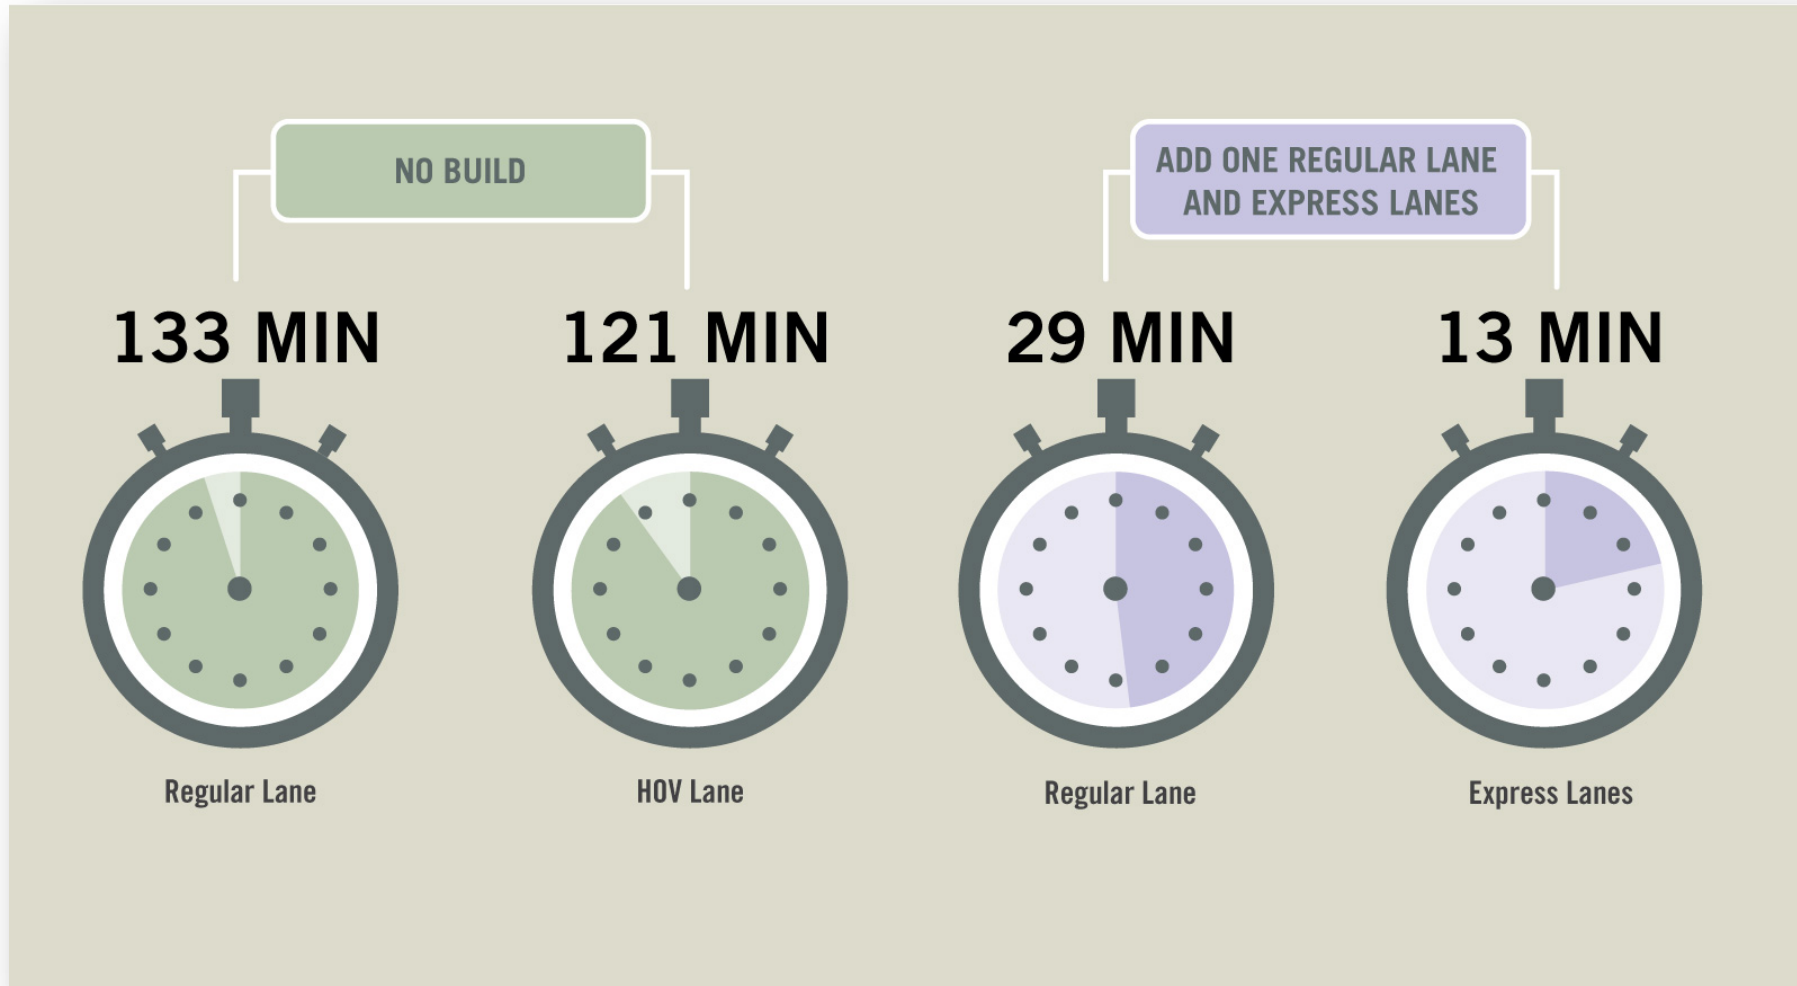 NO BUILD
ADD ONE REGULAR LANE
AND EXPRESS LANES
133 MIN
121 MIN
29 MIN
13 MIN
Regular Lane
HOV Lane
Regular Lane
Express Lanes